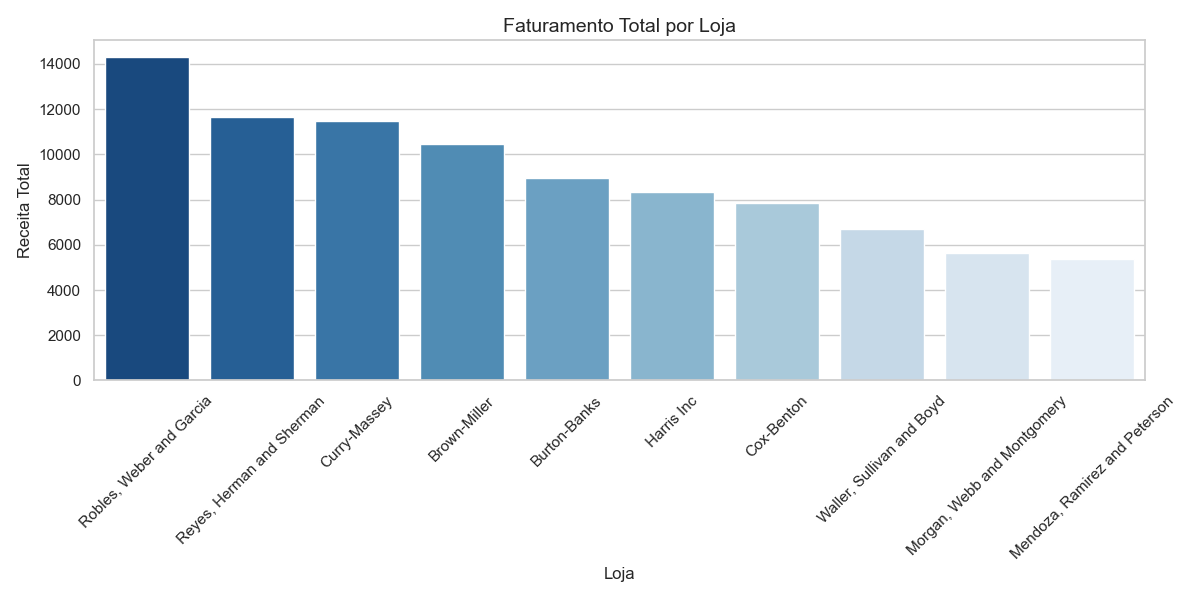 Faturamento Total por Loja
Receita Total
14000
12000
10000
8000
6000
4000
2000
0
Robles, Weber and Garcia
Reyes, Herman and Sherman
Curry-Massey
Brown-Miller
Burton-Banks
Harris Inc
Cox-Benton
Waller, Sullivan and Boyd
Morgan, Webb and Montgomery
Mendoza, Ramirez and Peterson
Loja